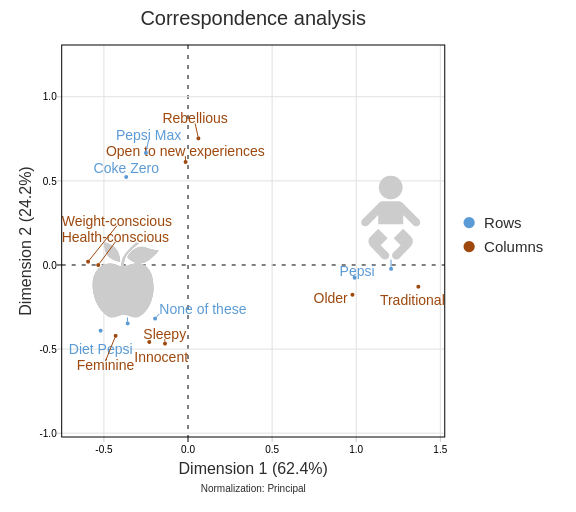 Correspondence analysis
Dimension 2 (24.2%)
1.0
0.5
0.0
-0.5
-1.0
Rebellious
Pepsi Max
Open to new experiences
Coke Zero
Weight-conscious
Health-conscious
Pepsi
Older
Traditional
None of these
Sleepy
Diet Pepsi
Innocent
Feminine
Rows
Columns
-0.5
0.0
0.5
1.0
1.5
Dimension 1 (62.4%)
Normalization: Principal